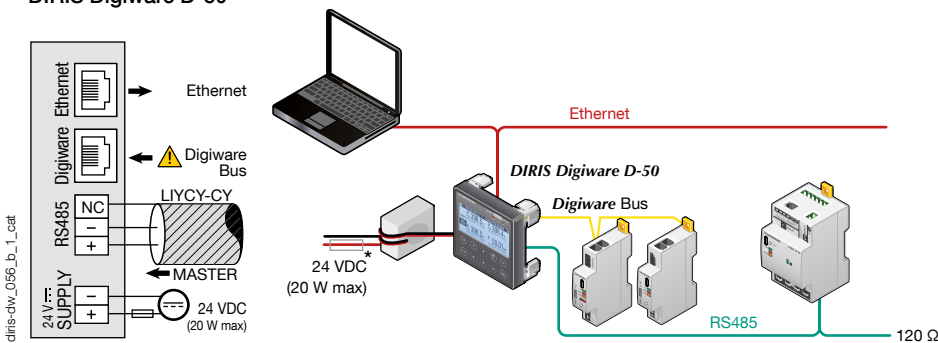 DIRIS Digiware D-50
Ethernet
Ethernet
Digiware
Digiware
Bus
RS485
NC
–
+
LIYCY-CY
MASTER
24 V
SUPPLY
–
+
24 VDC
(20 W max)
diris-dw_056_b_1_cat
Ethernet
DIRIS Digiware D-50
Digiware Bus
*
24 VDC
(20 W max)
RS485
120 Ω